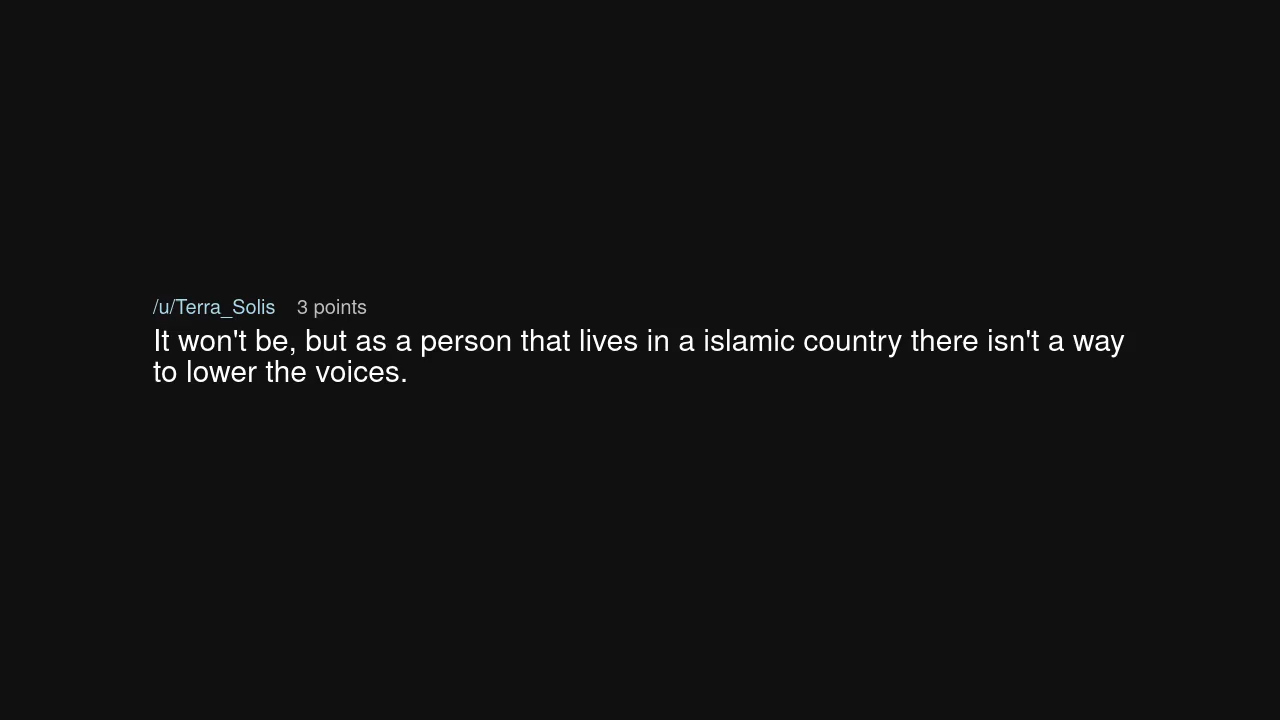 /u/Terra_Solis 3 points
It won't be, but as a person that lives in a islamic country there isn't a way
to lower the voices.